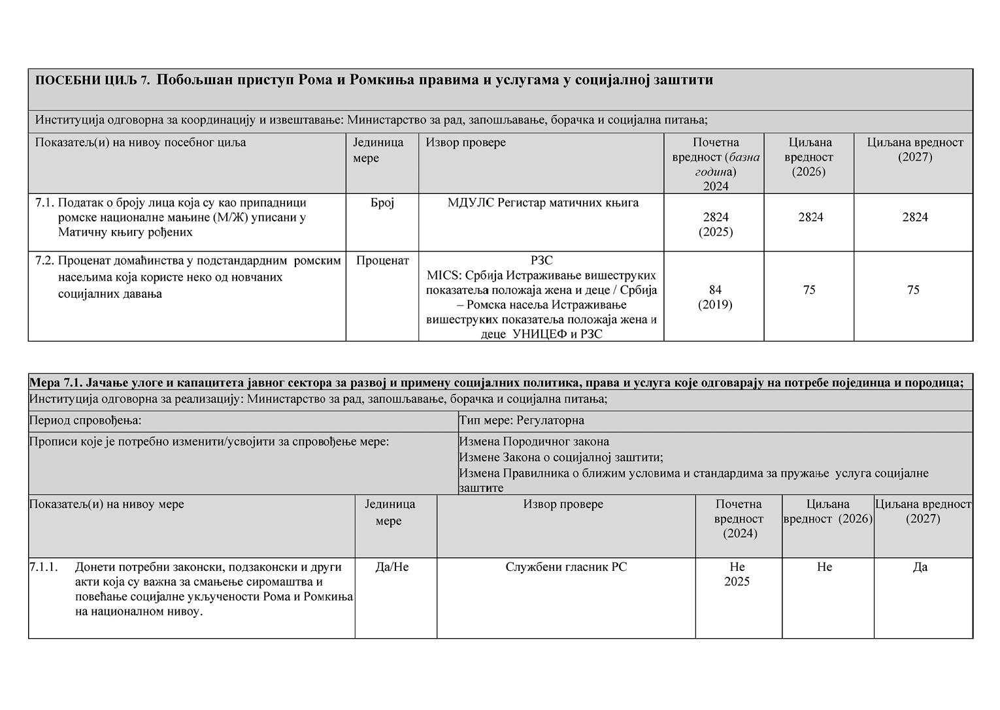 ПОСЕБНИ ЦИЉ 7. Побољшан приступ Рома и Ромкиња правима и услугама у социјалној заштити
Институција одговорна за координацију и извештавање: Министарство за рад, запошљавање, борачка и социјална питања;
Показатељ(и) на нивоу посебног циља
Јединица
мере
Извор провере
Почетна
вредност (базна
година)
2024
Циљана
вредност
(2026)
Циљана вредност
(2027)
7.1. Податак о броју лица која су као припадници
ромске националне мањине (М/Ж) уписани у
Матичну књигу рођених
Број
МДУЛС Регистар матичних књига
2824
(2025)
2824
2824
7.2. Проценат домаћинства у подстандардним ромским
насељима која користе неко од новчаних
социјалних давања
Проценат
РЗС
MICS: Србија Истраживање вишеструких
показатеља положаја жена и деце / Србија
– Ромска насеља Истраживање
вишеструких показатеља положаја жена и
деце УНИЦЕФ и РЗС
84
(2019)
75
75
Мера 7.1. Јачање улоге и капацитета јавног сектора за развој и примену социјалних политика, права и услуга које одговарају на потребе појединца и породица;
Институција одговорна за реализацију: Министарство за рад, запошљавање, борачка и социјална питања;
Период спровођења:
Тип мере: Регулаторна
Прописи које је потребно изменити/усвојити за спровођење мере:
Измена Породичног закона
Измене Закона о социјалној заштити;
Измена Правилника о ближим условима и стандардима за пружање услуга социјалне
заштите
Показатељ(и) на нивоу мере
Јединица
мере
Извор провере
Почетна
вредност
(2024)
Циљана
вредност (2026)
Циљана вредност
(2027)
7.1.1. Донети потребни законски, подзаконски и други
акти која су важна за смањење сиромаштва и
повећање социјалне укључености Рома и Ромкиња
на националном нивоу.
Да/Не
Службени гласник РС
Не
2025
Не
Да